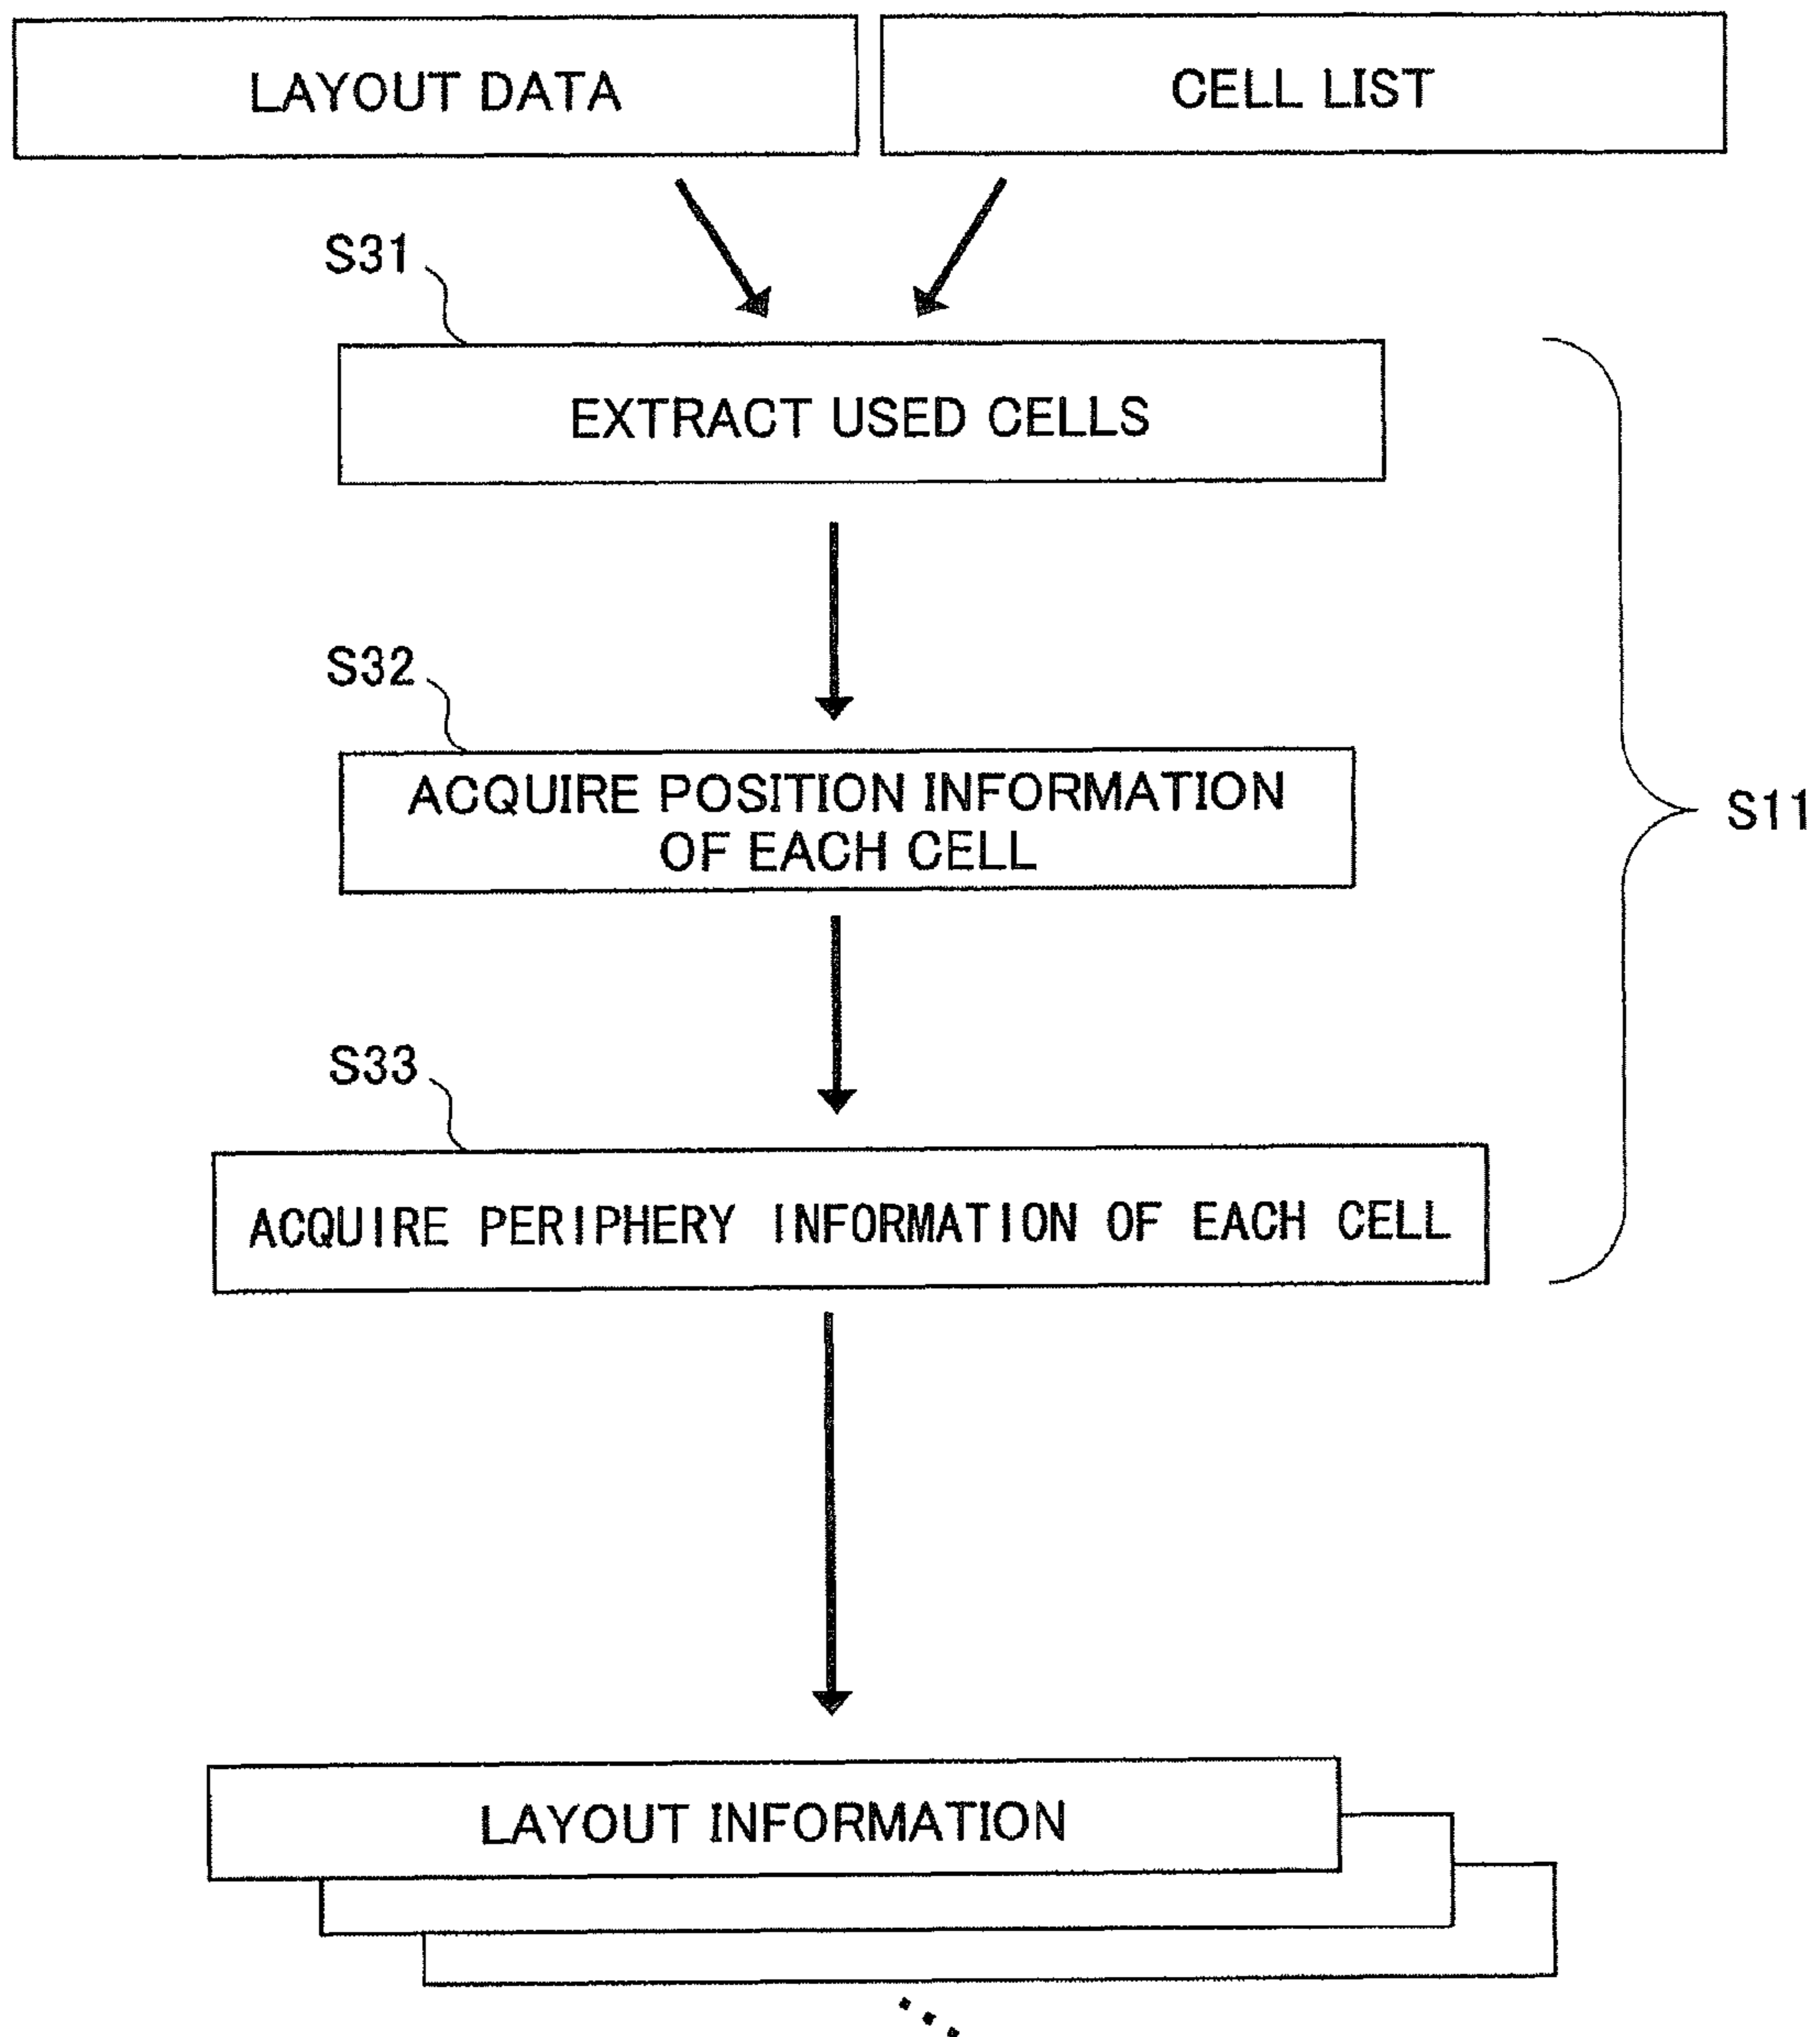 LAYOUT DATA
CELL LIST
S31
EXTRACT USED CELLS
S32
ACQUIRE POSITION INFORMATION
OF EACH CELL
S11
S33
ACQUIRE PERIPHERY INFORMATION OF EACH CELL
LAYOUT INFORMATION
...